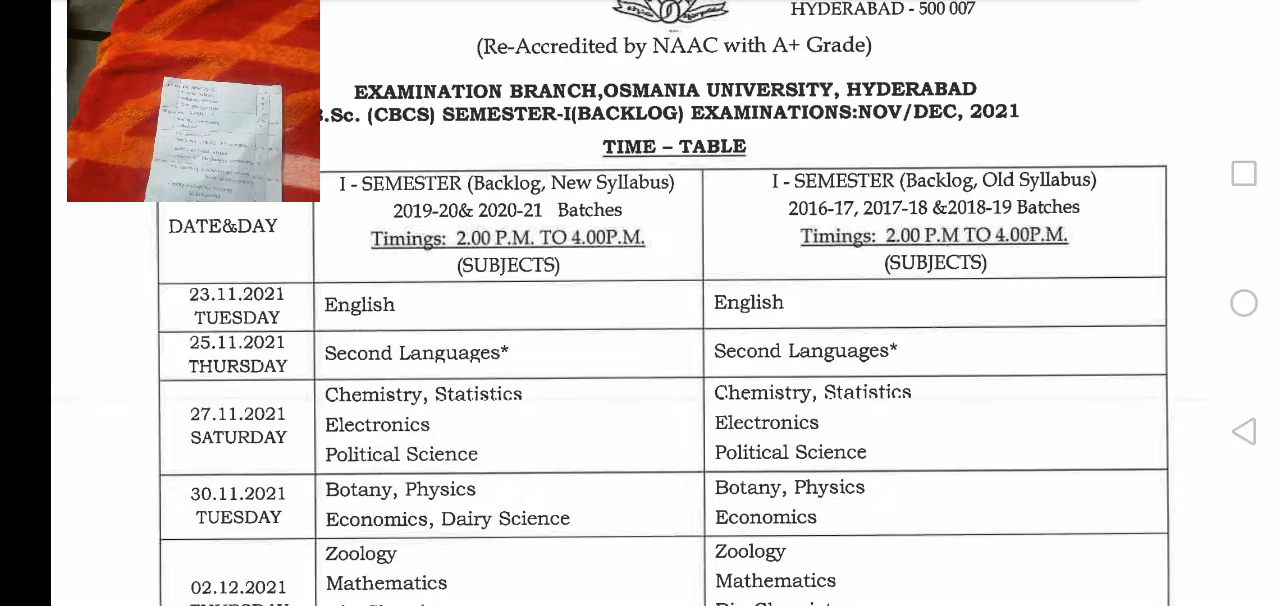 HYDERABAD - 500 007
(Re-Accredited by NAAC with A+ Grade)
EXAMINATION BRANCH,OSMANIA UNIVERSITY, HYDERABAD
.Sc. (CBCS) SEMESTER-I(BACKLOG) EXAMINATIONS:NOV/DEC, 2021
TIME – TABLE
DATE&DAY
I - SEMESTER (Backlog, New Syllabus)
2019-20& 2020-21 Batches
Timings: 2.00 P.M. TO 4.00P.M.
(SUBJECTS)
I - SEMESTER (Backlog, Old Syllabus)
2016-17, 2017-18 &2018-19 Batches
Timings: 2.00 P.M TO 4.00P.M.
(SUBJECTS)
23.11.2021
TUESDAY
English
English
25.11.2021
THURSDAY
Second Languages*
Second Languages*
27.11.2021
SATURDAY
Chemistry, Statistics
Electronics
Political Science
Chemistry, Statistics
Electronics
Political Science
30.11.2021
TUESDAY
Botany, Physics
Economics, Dairy Science
Botany, Physics
Economics
02.12.2021
Zoology
Mathematics
Zoology
Mathematics